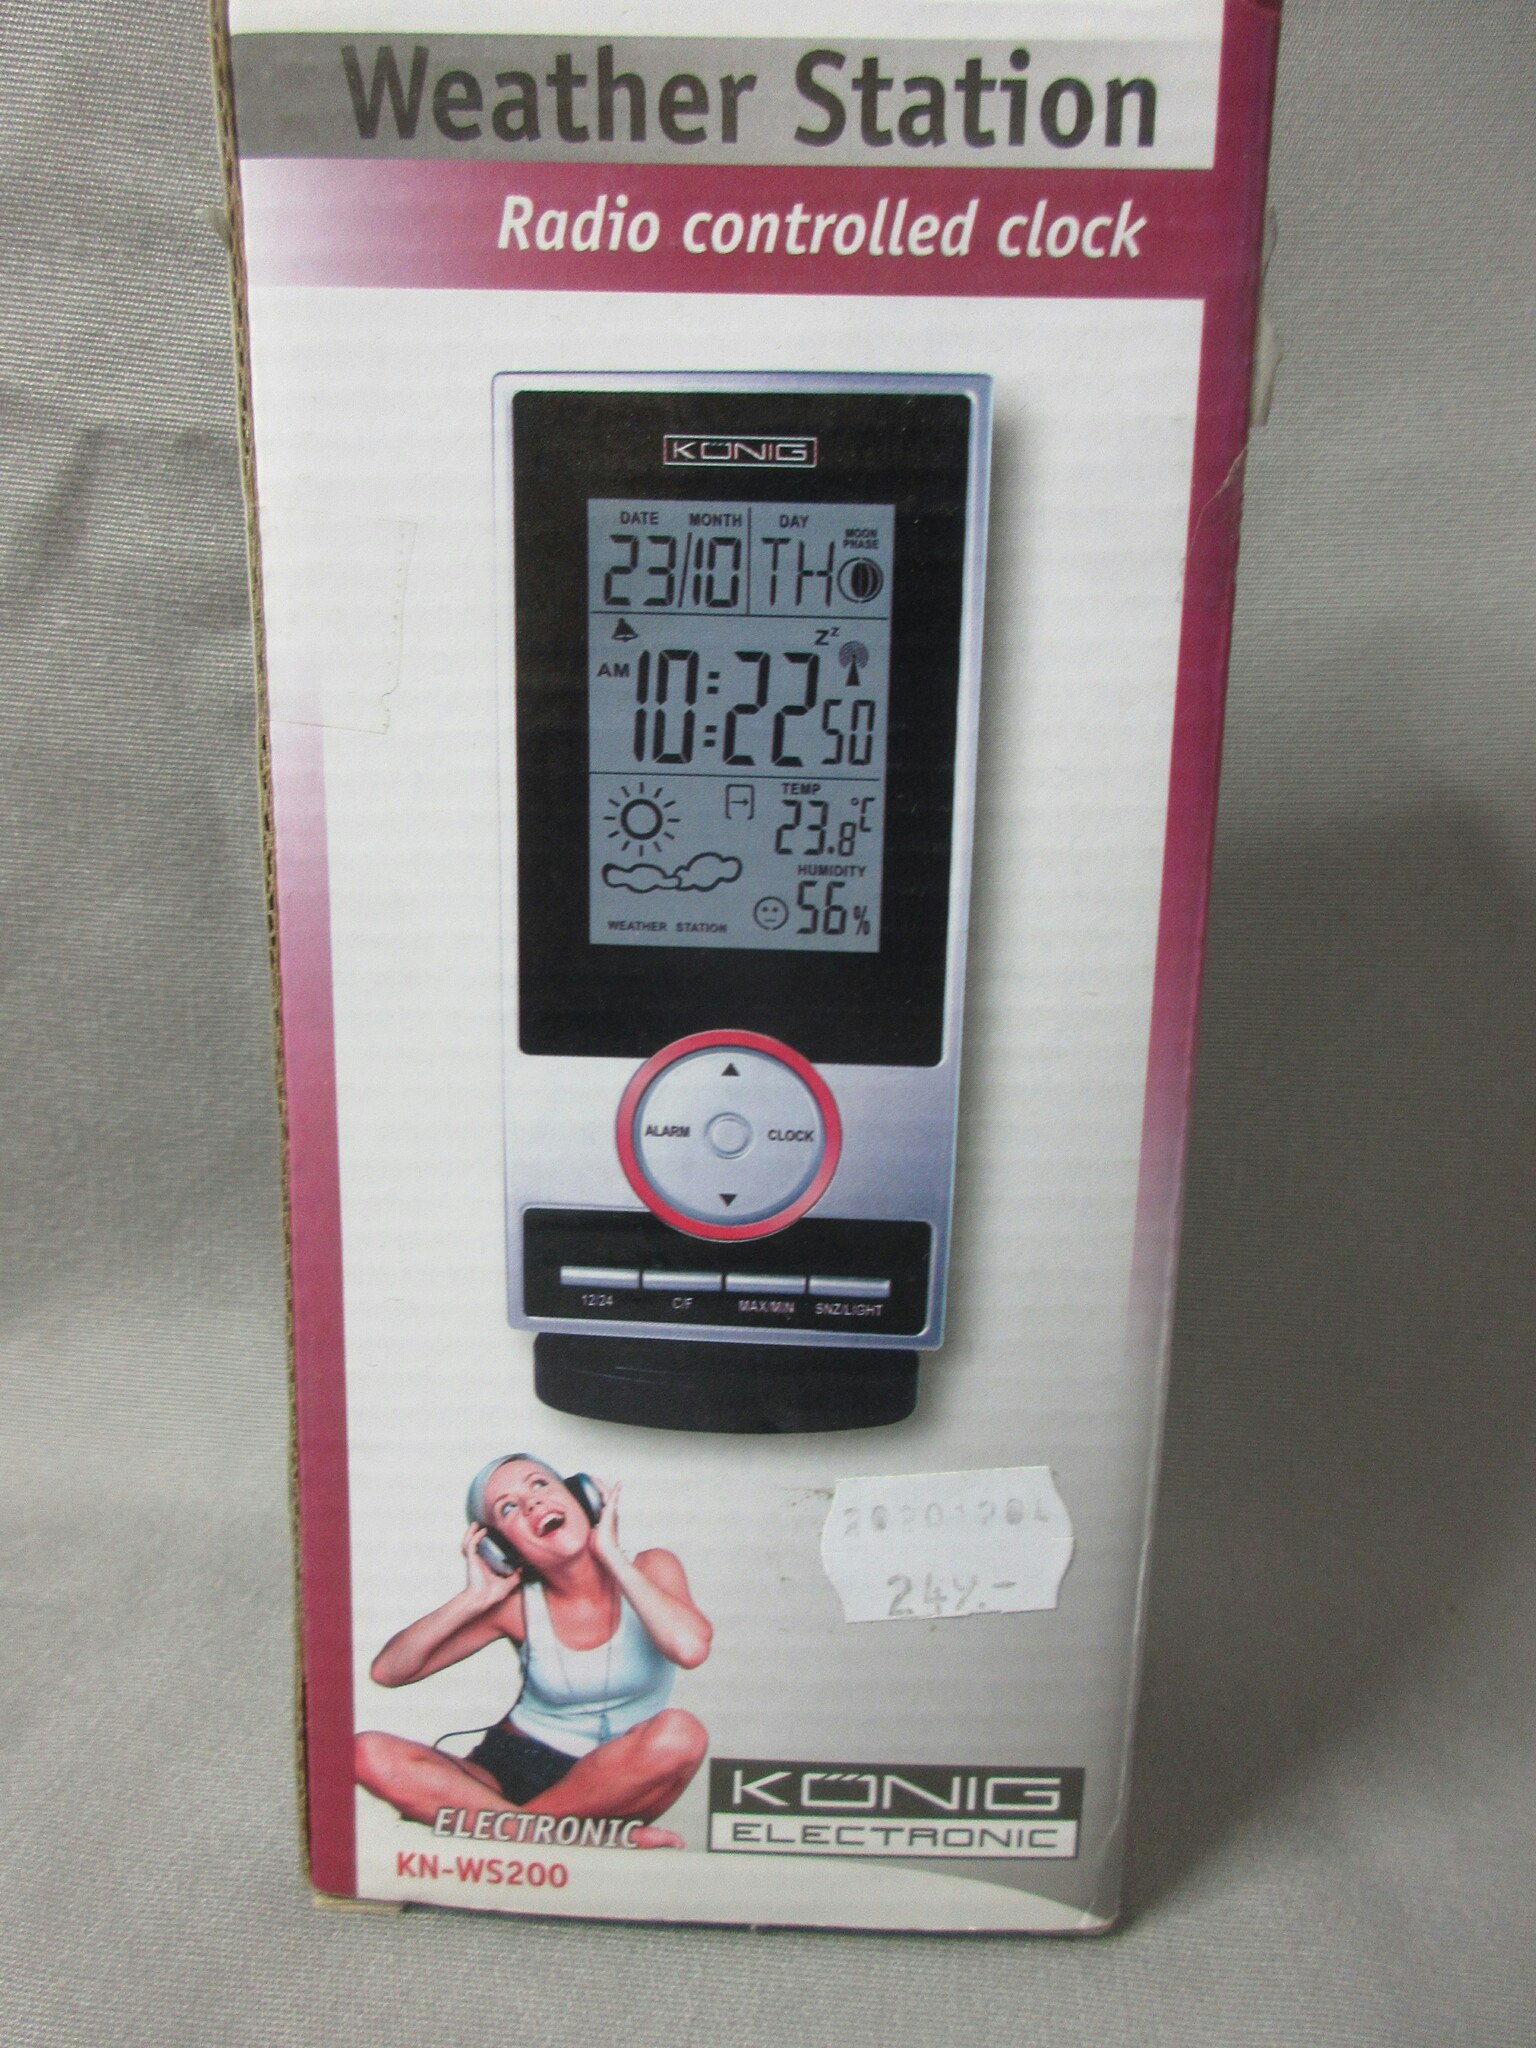 Weather Station
Radio controlled clock
KÖNIG
DATE MONTH DAY MOON PHASE
23/10 TH
Zz
AM 10:22 50
TEMP
23.8°C
HUMIDITY
56%
WEATHER STATION
ALARM CLOCK
12/24 C/F MAX/MIN SNZ/LIGHT
249.-
ELECTRONIC
KÖNIG
ELECTRONIC
KN-WS200